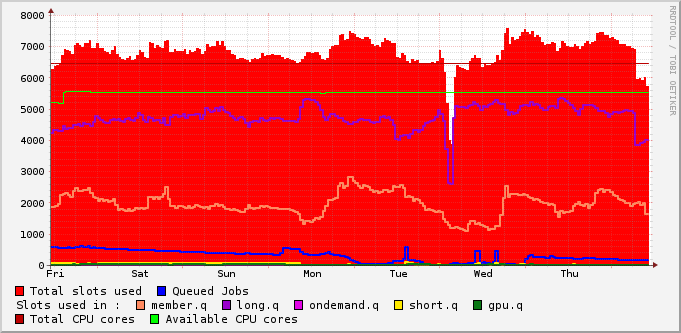 8000
7000
6000
5000
4000
3000
2000
1000
0
Fri Sat Sun Mon Tue Wed Thu
Total slots used Queued Jobs
Slots used in : member.q long.q ondemand.q short.q gpu.q
Total CPU cores Available CPU cores
RRDTOOL / TOBI OETIKER